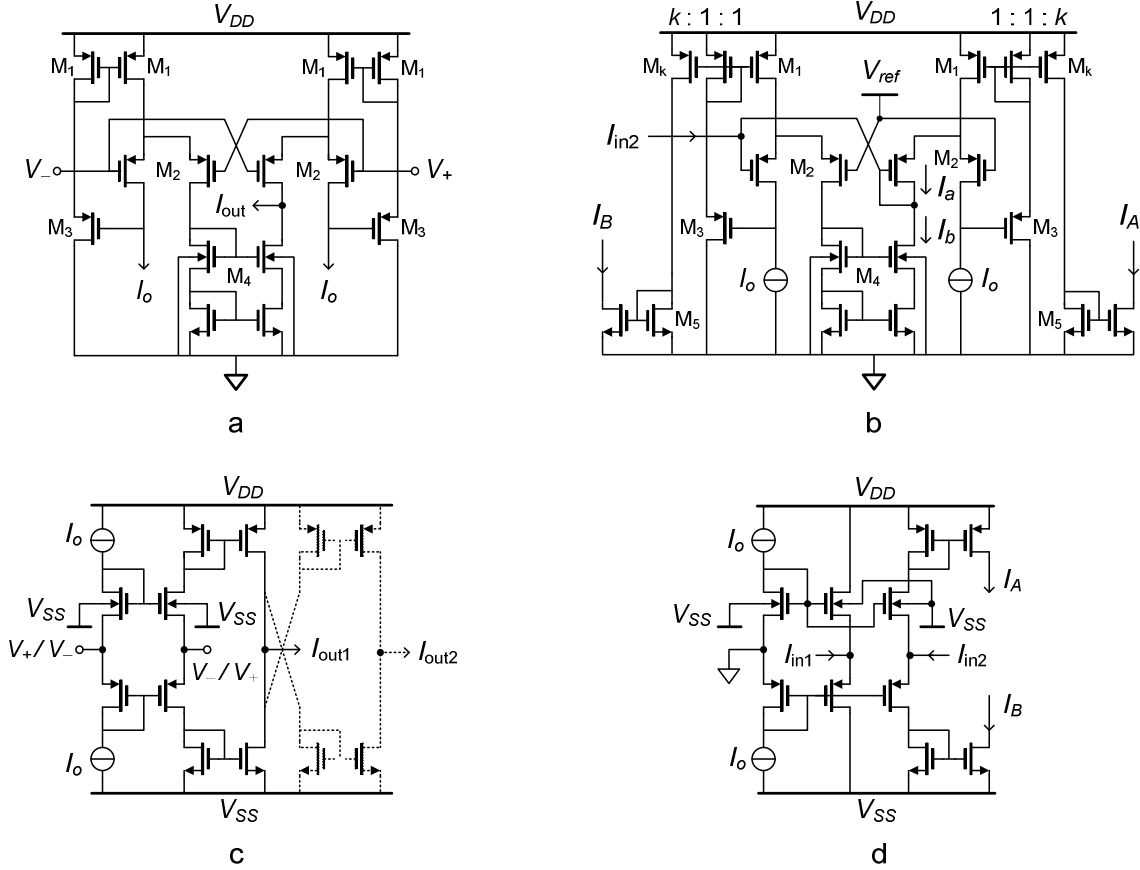 V_DD
M₁ M₁ M₁ M₁
V₋ M₂ M₂ V₊
I_out
M₃ M₄ M₃
I_o I_o
a
k : 1 : 1 V_DD 1 : 1 : k
M_k M₁ M₁ M_k
V_ref
I_in2
M₂ M₂
I_a
I_B M₃ I_b M₃ I_A
I_o M₄ I_o
M₅ M₅
b
V_DD
I_o
V_SS V_SS
V₊ / V₋ V₋ / V₊ I_out1 I_out2
I_o
V_SS
c
V_DD
I_o
I_A
V_SS V_SS
I_in1 I_in2
I_B
I_o
V_SS
d